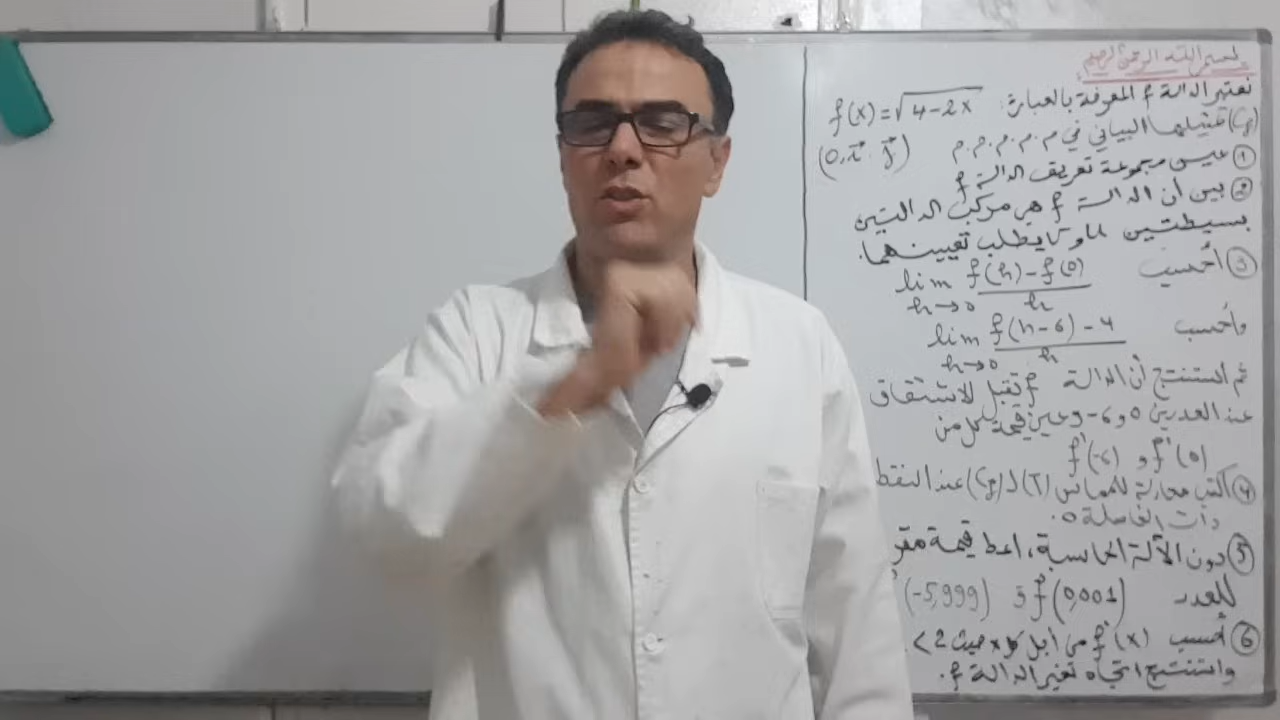 بسم الله الرحمن الرحيم
نعتبر الدالة f المعرفة بالعبارة: f(x)=√4-2x
(Cf) تمثيلها البياني في م.م.م.م (0, i⃗, j⃗)
① عين مجموعة تعريف الدالة f
② بين أن الدالة f هي مركب الدالتين
بسيطتين u و v يطلب تعيينهما.
③ أحسب lim h→0 f(h)-f(0) / h
وأحسب lim h→0 f(h-6)-4 / h
ثم استنتج أن الدالة f تقبل الاشتقاق
عند العددين 0 و 6- وعين قيمة كل من
f'(0) و f'(-6)
④ أكتب معادلة للمماس (T) لـ (Cf) عند النقط
ذات الفاصلة 0.
⑤ دون الآلة الحاسبة، اعط قيمة مقر
للعدد f(0,001) و (-5,999)
⑥ أحسب f'(x) من أجل x حيث 2 >
واستنتج اتجاه تغير الدالة f.